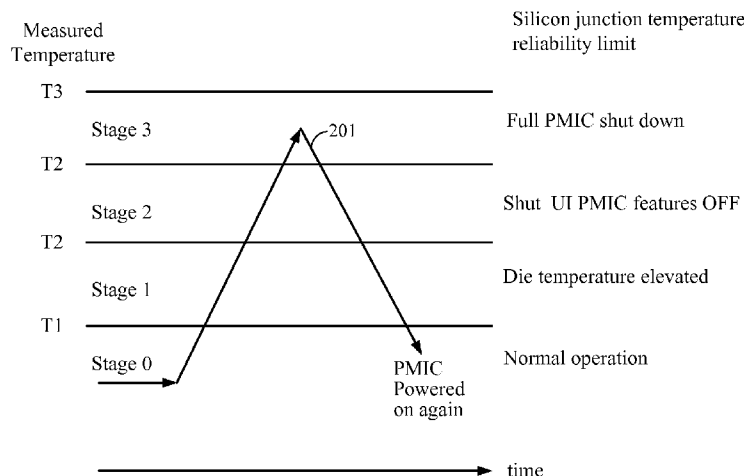 Silicon junction temperature
reliability limit
Measured
Temperature
T3
Stage 3
201
Full PMIC shut down
T2
Stage 2
Shut UI PMIC features OFF
T2
Stage 1
Die temperature elevated
T1
Stage 0
PMIC
Powered
on again
Normal operation
time